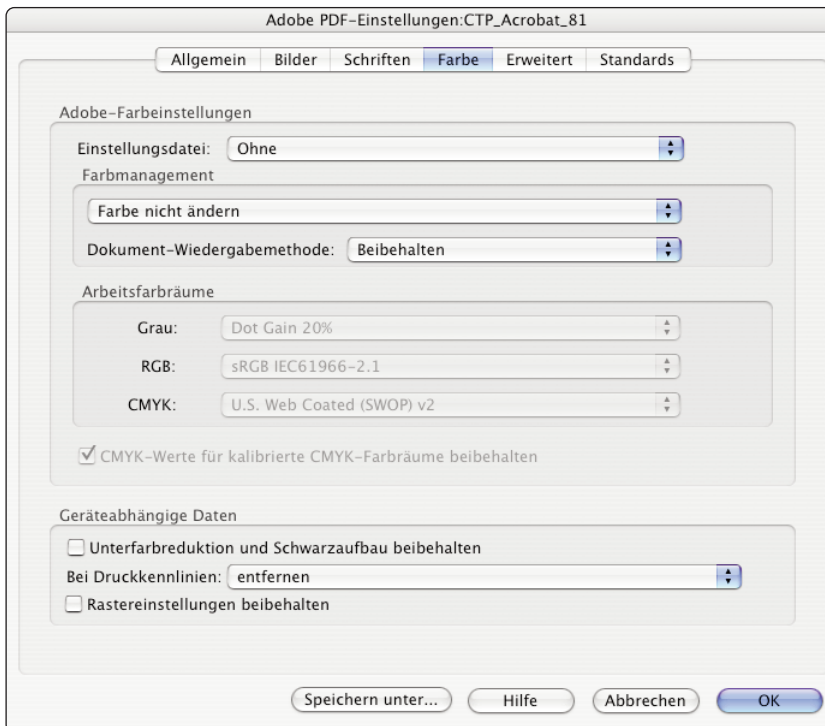 Adobe PDF-Einstellungen:CTP_Acrobat_81
Allgemein Bilder Schriften Farbe Erweitert Standards
Adobe-Farbeinstellungen
Einstellungsdatei: Ohne
Farbmanagement
Farbe nicht ändern
Dokument-Wiedergabemethode: Beibehalten
Arbeitsfarbräume
Grau: Dot Gain 20%
RGB: sRGB IEC61966-2.1
CMYK: U.S. Web Coated (SWOP) v2
CMYK-Werte für kalibrierte CMYK-Farbräume beibehalten
Geräteabhängige Daten
Unterfarbreduktion und Schwarzaufbau beibehalten
Bei Druckkennlinien: entfernen
Rastereinstellungen beibehalten
Speichern unter... Hilfe Abbrechen OK